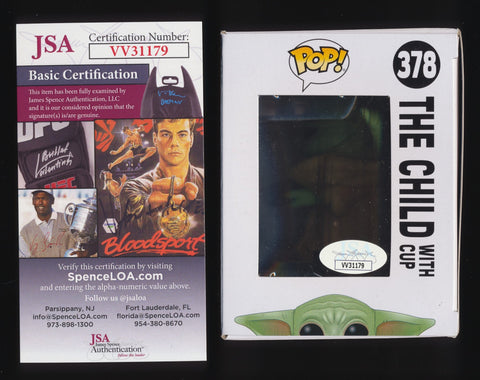 JSA
Certification Number:
VV31179
Basic Certification
This item has been fully examined by
James Spence Authentication, LLC
and it is our considered opinion that the
signature(s) is/are genuine.
UFC
Bloodsport
Verify this certification by visiting
SpenceLOA.com
and entering the alpha-numeric value above.
Follow us @jsaloa
Parsippany, NJ
info@SpenceLOA.com
973-898-1300
Fort Lauderdale, FL
florida@SpenceLOA.com
954-380-8670
JSA
James Spence
Authentication
follow the leader
POP!
378
THE CHILD WITH
CUP
VV31179